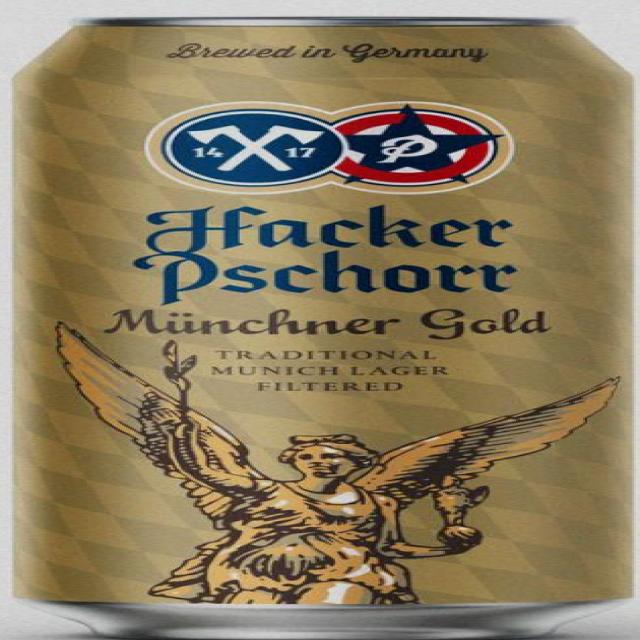 Brewed in Germany
14 17 P
Hacker
Pschorr
Münchner Gold
TRADITIONAL
MUNICH LAGER
FILTERED